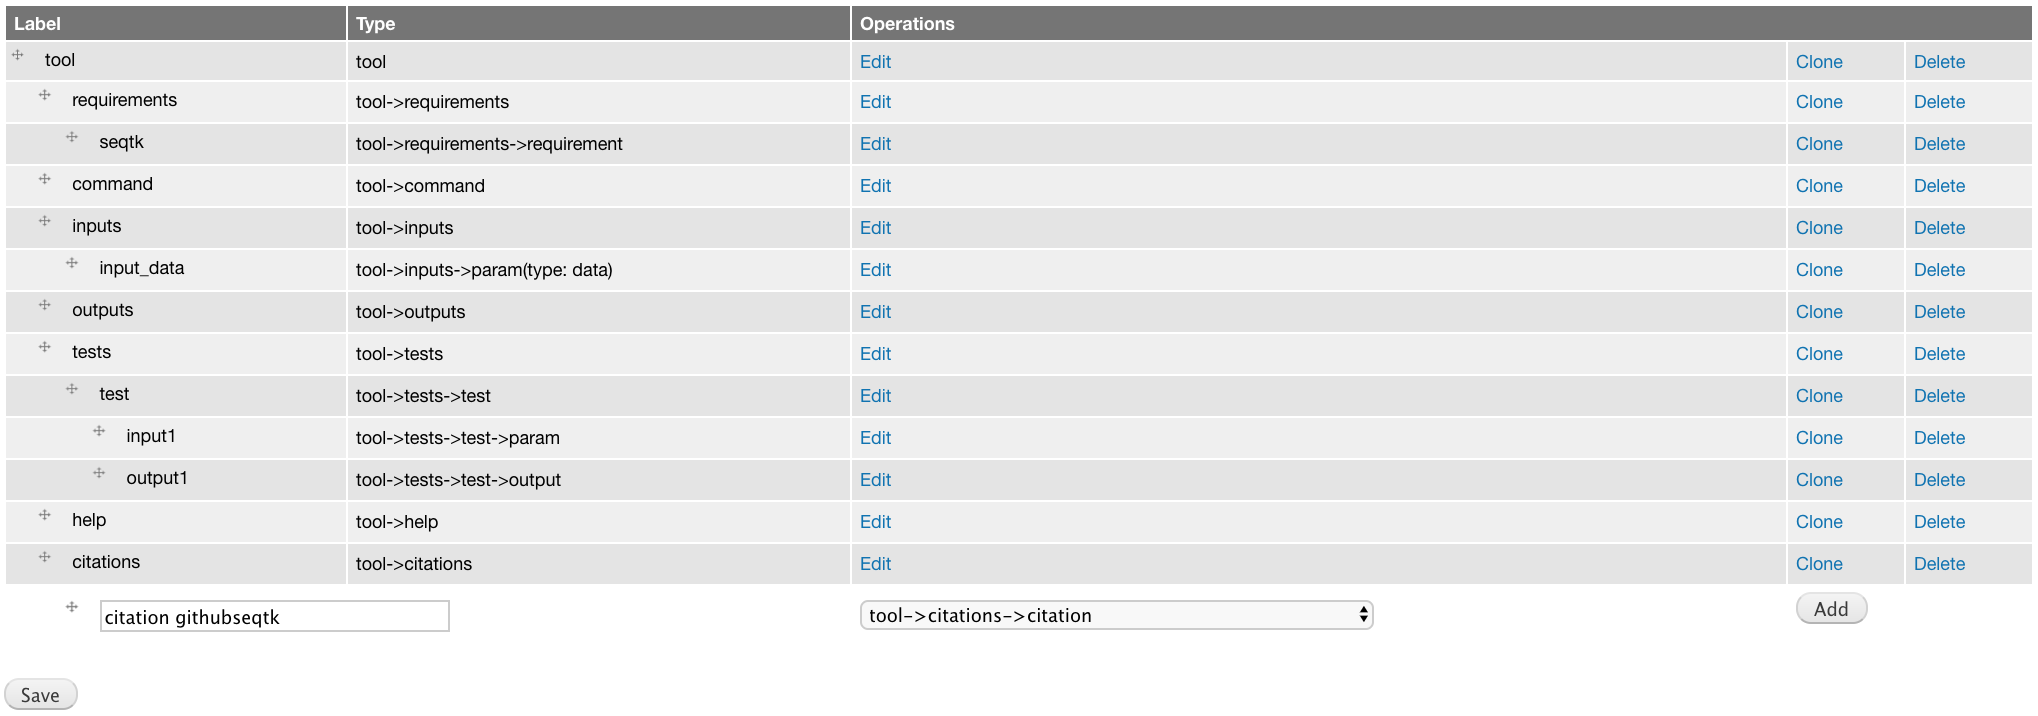 Label Type Operations
tool tool Edit Clone Delete
requirements tool->requirements Edit Clone Delete
seqtk tool->requirements->requirement Edit Clone Delete
command tool->command Edit Clone Delete
inputs tool->inputs Edit Clone Delete
input_data tool->inputs->param(type: data) Edit Clone Delete
outputs tool->outputs Edit Clone Delete
tests tool->tests Edit Clone Delete
test tool->tests->test Edit Clone Delete
input1 tool->tests->test->param Edit Clone Delete
output1 tool->tests->test->output Edit Clone Delete
help tool->help Edit Clone Delete
citations tool->citations Edit Clone Delete
citation githubseqtk tool->citations->citation Add
Save